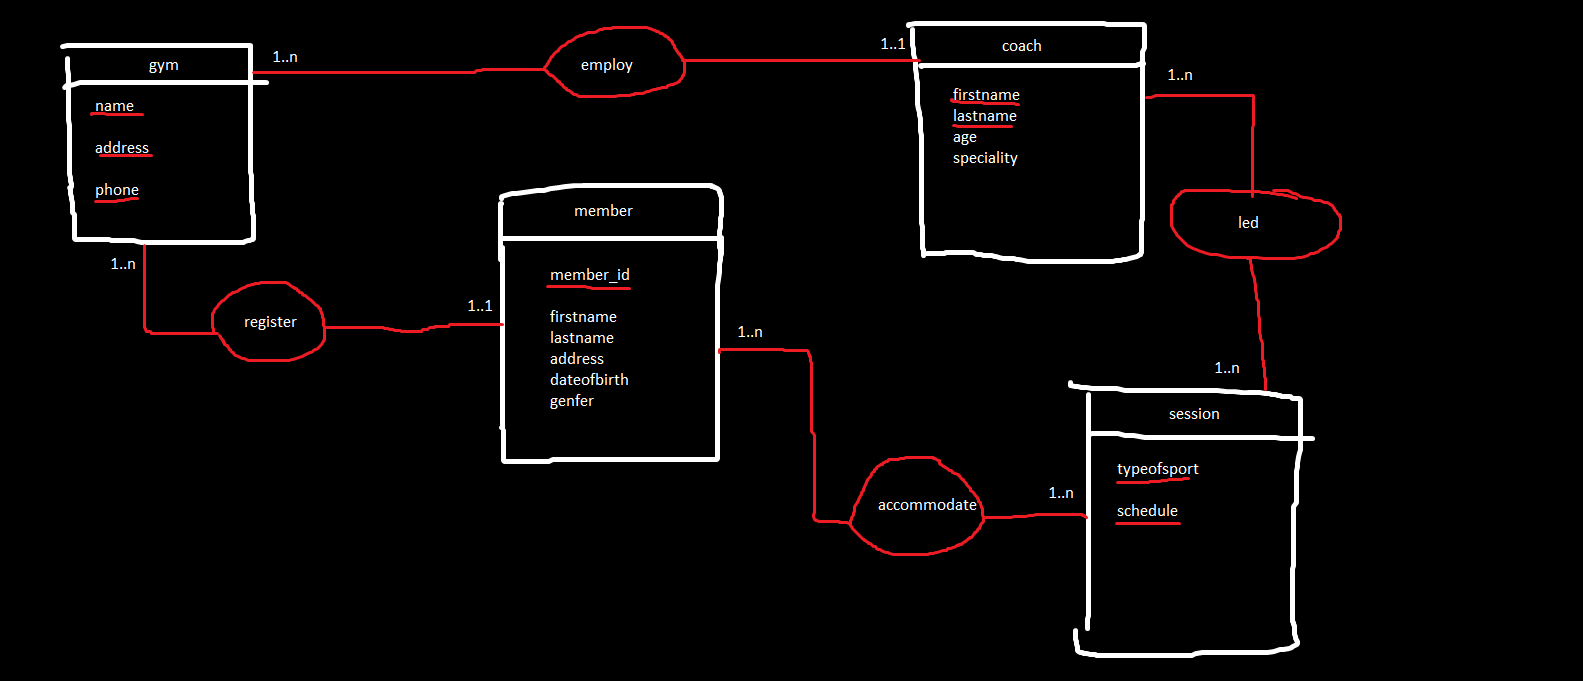 gym
name
address
phone
1..n
employ
1..1
coach
firstname
lastname
age
speciality
1..n
led
1..n
1..n
register
1..1
member
member_id
firstname
lastname
address
dateofbirth
genfer
1..n
accommodate
1..n
session
typeofsport
schedule